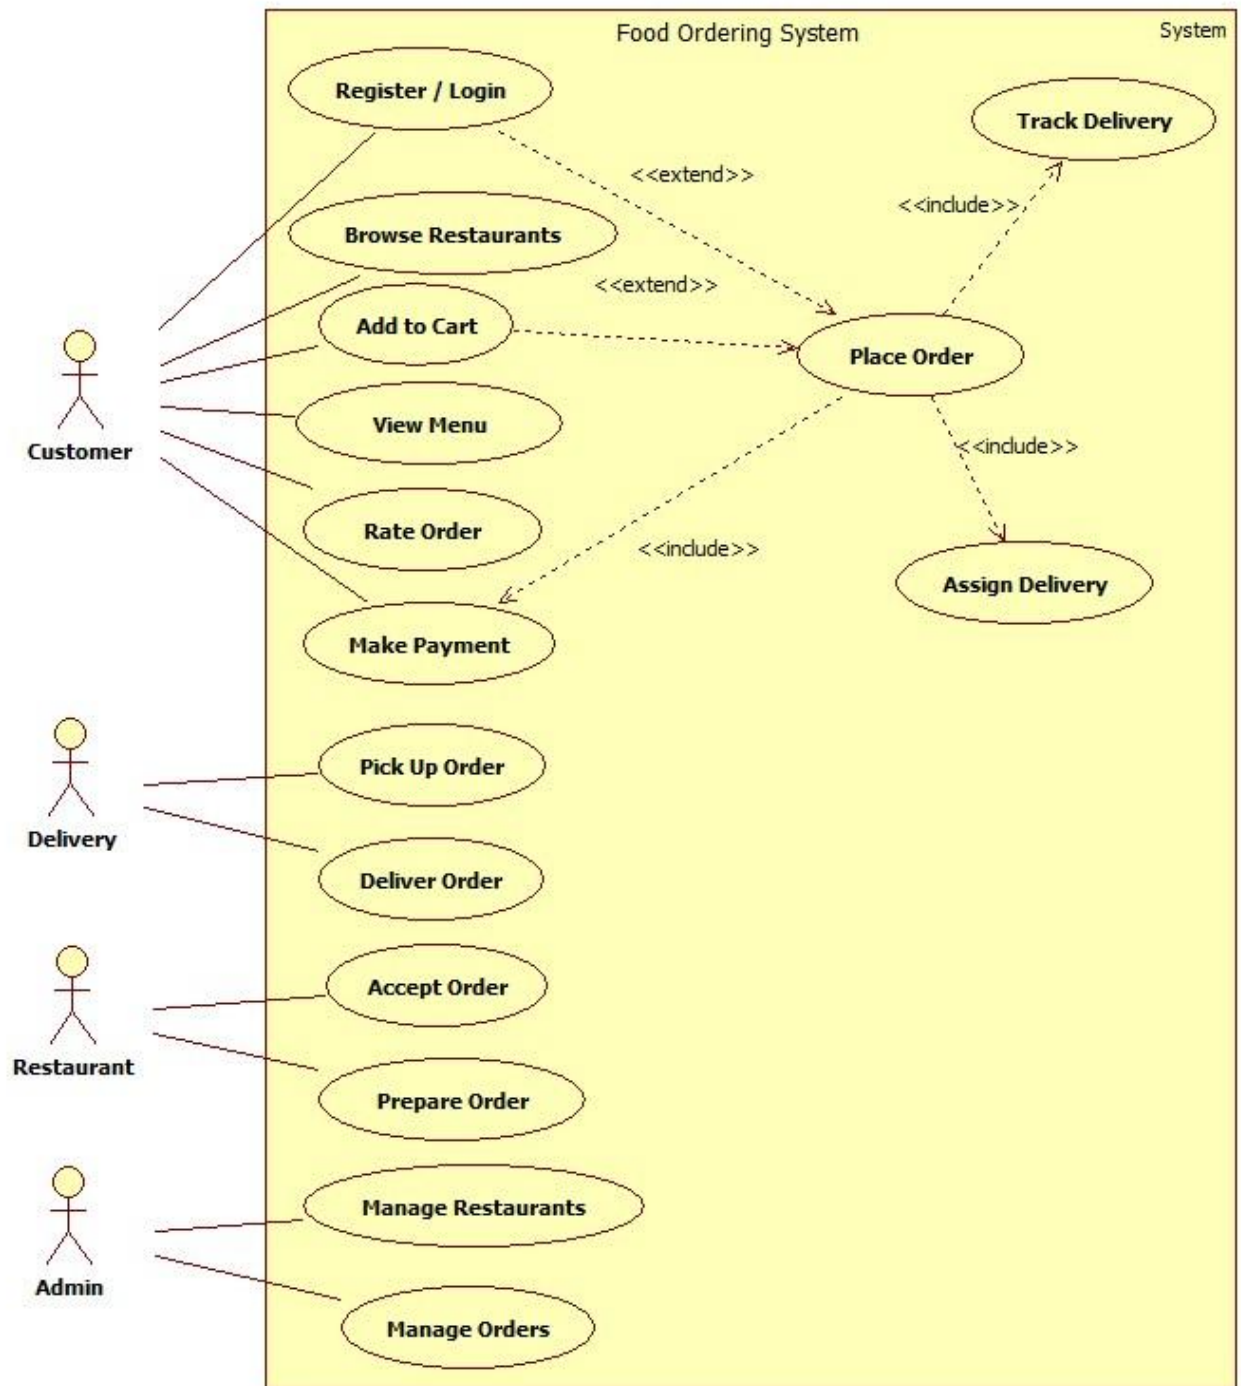 Food Ordering System
System
Register / Login
Track Delivery
<<extend>>
<<include>>
Browse Restaurants
<<extend>>
Add to Cart
Place Order
View Menu
Customer
<<include>>
Rate Order
<<include>>
Assign Delivery
Make Payment
Pick Up Order
Delivery
Deliver Order
Accept Order
Restaurant
Prepare Order
Manage Restaurants
Admin
Manage Orders